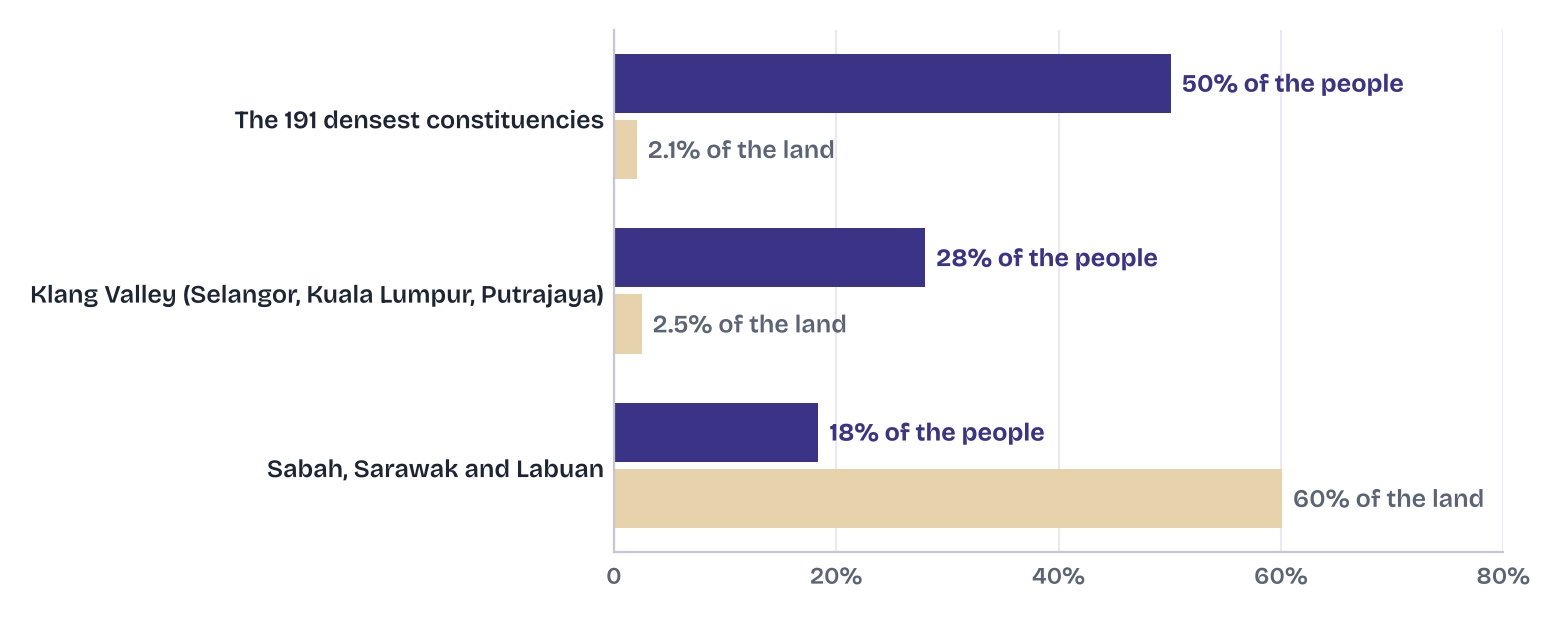 The 191 densest constituencies
50% of the people
2.1% of the land
Klang Valley (Selangor, Kuala Lumpur, Putrajaya)
28% of the people
2.5% of the land
Sabah, Sarawak and Labuan
18% of the people
60% of the land
0 20% 40% 60% 80%